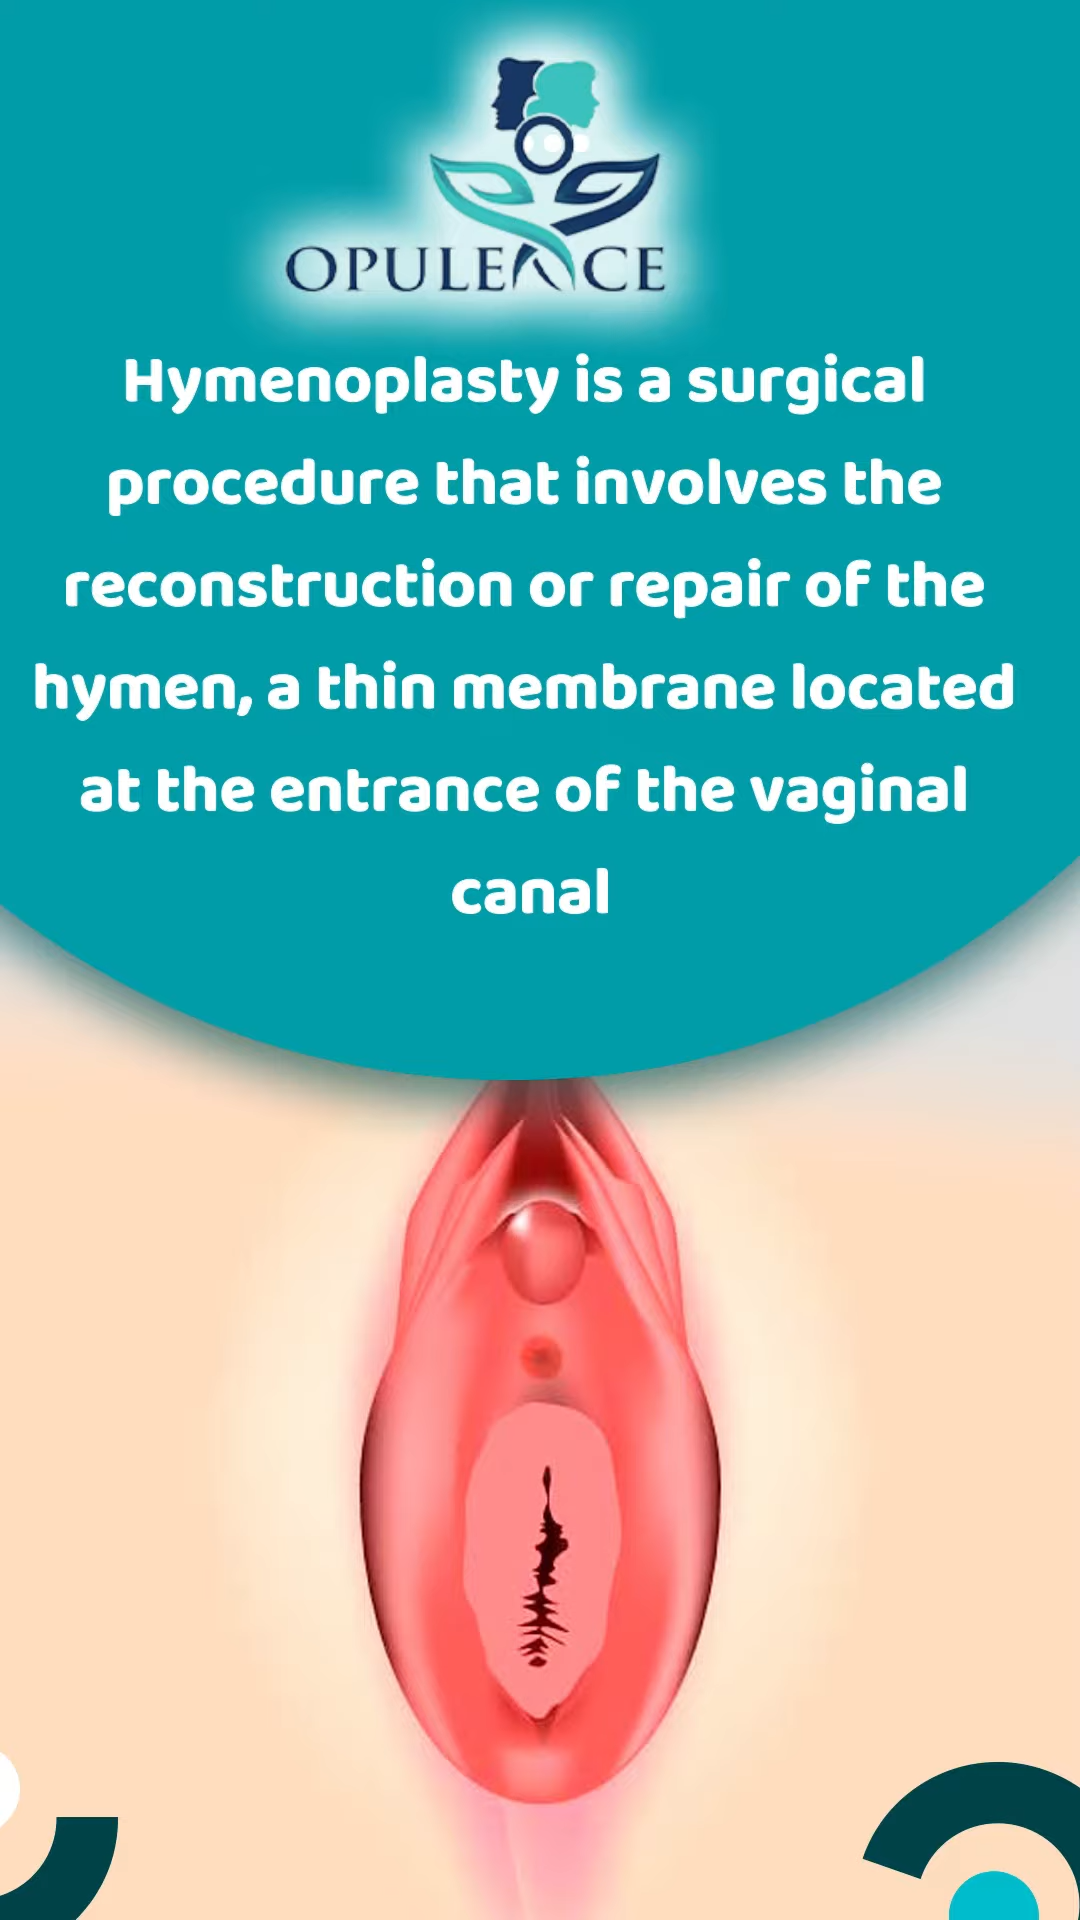 OPULENCE
Hymenoplasty is a surgical
procedure that involves the
reconstruction or repair of the
hymen, a thin membrane located
at the entrance of the vaginal
canal